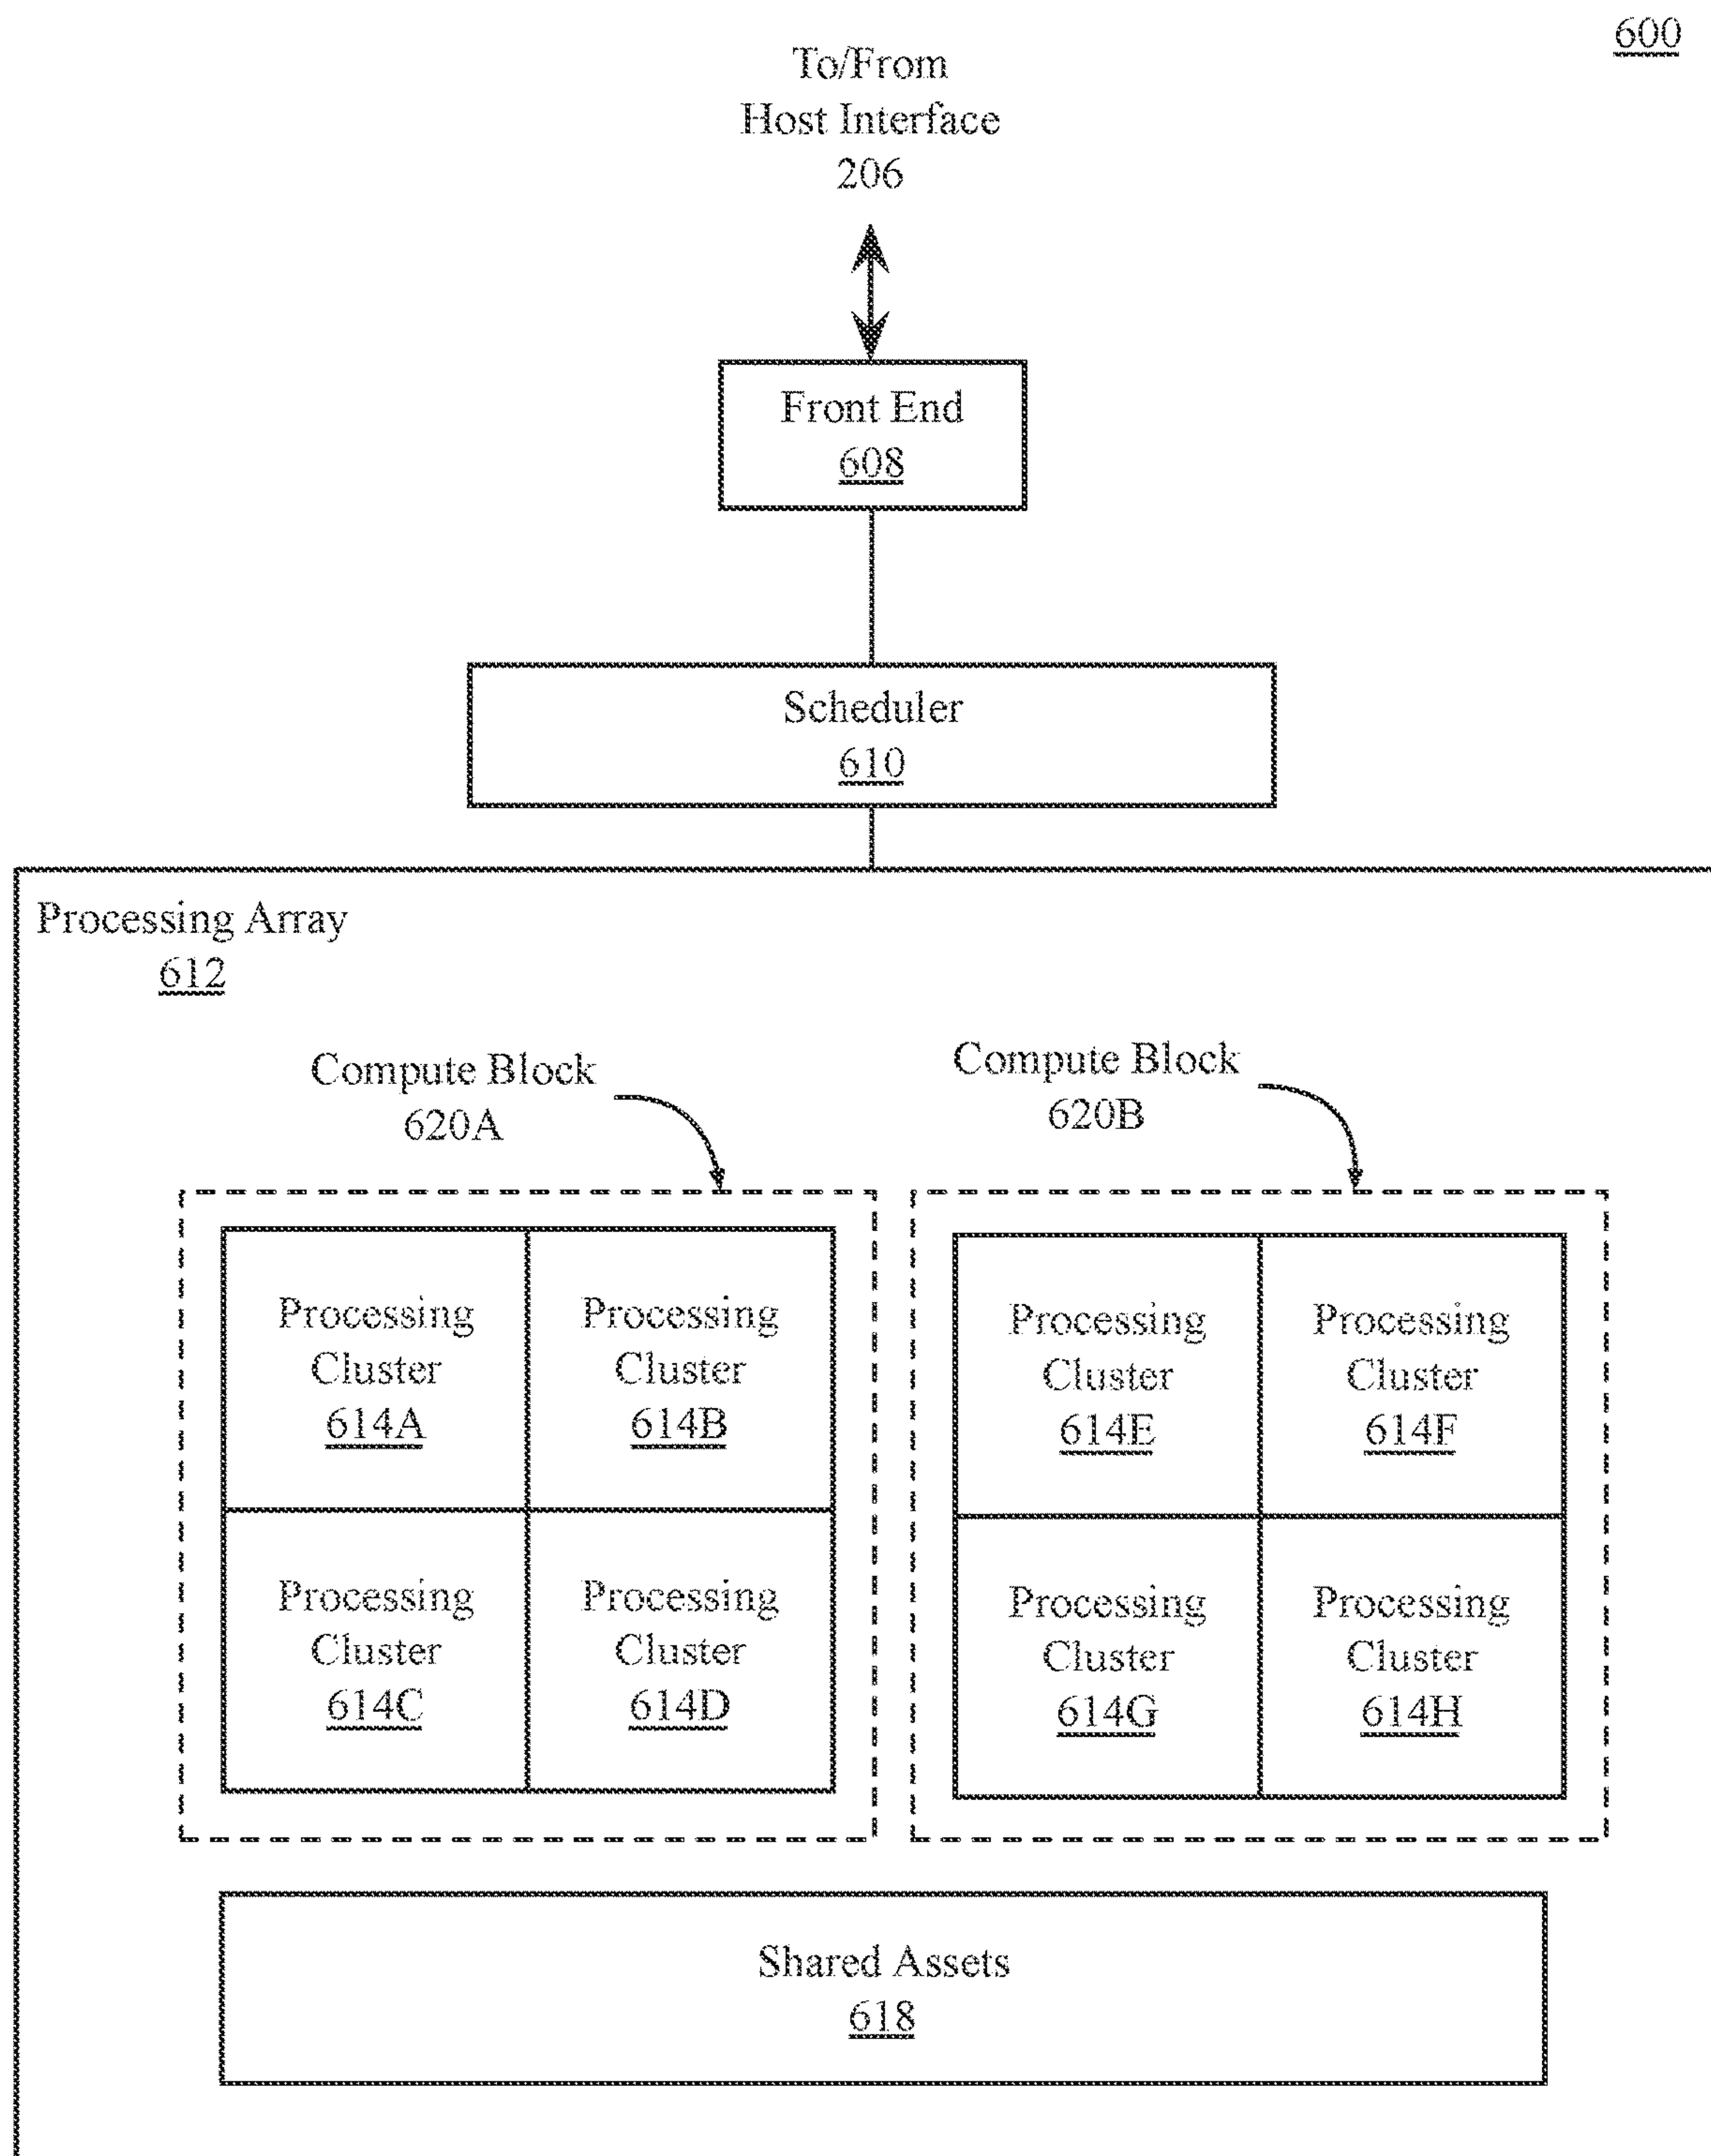 600
To/From
Host Interface
206
Front End
608
Scheduler
610
Processing Array
612
Compute Block
620A
Compute Block
620B
Processing
Cluster
614A
Processing
Cluster
614B
Processing
Cluster
614C
Processing
Cluster
614D
Processing
Cluster
614E
Processing
Cluster
614F
Processing
Cluster
614G
Processing
Cluster
614H
Shared Assets
618